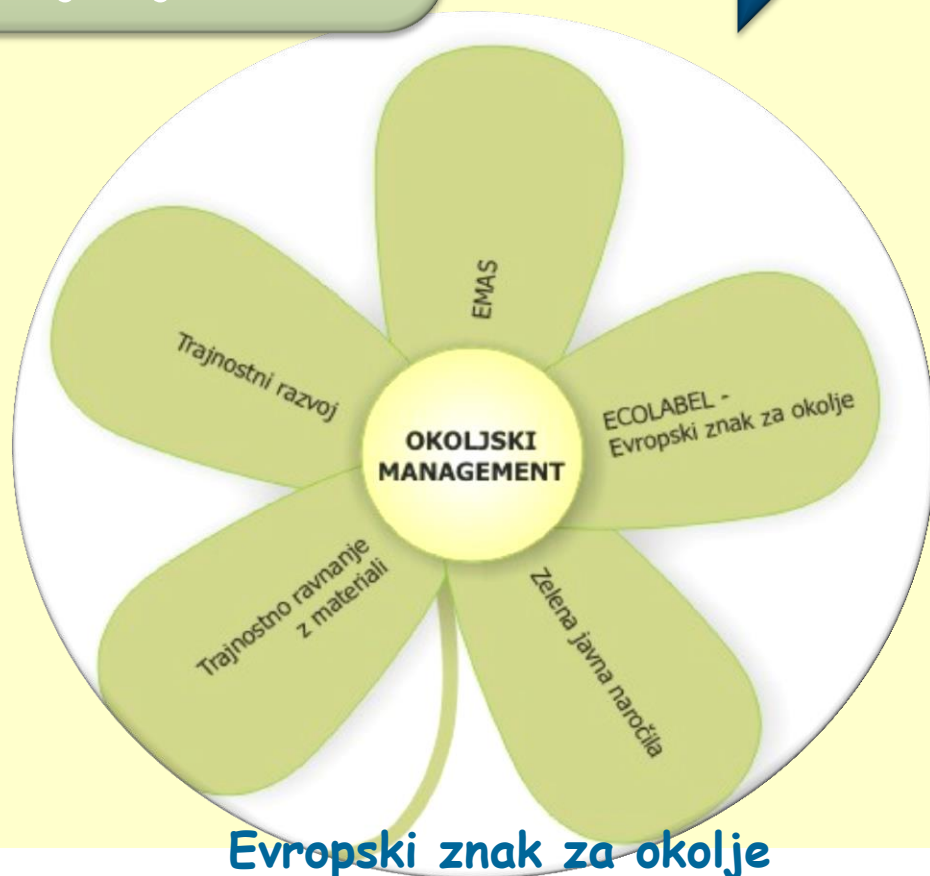 EMAS
Trajnostni razvoj
ECOLABEL -
Evropski znak za okolje
OKOLJSKI
MANAGEMENT
Trajnostno ravnanje
z materiali
Zelena javna naročila
Evropski znak za okolje